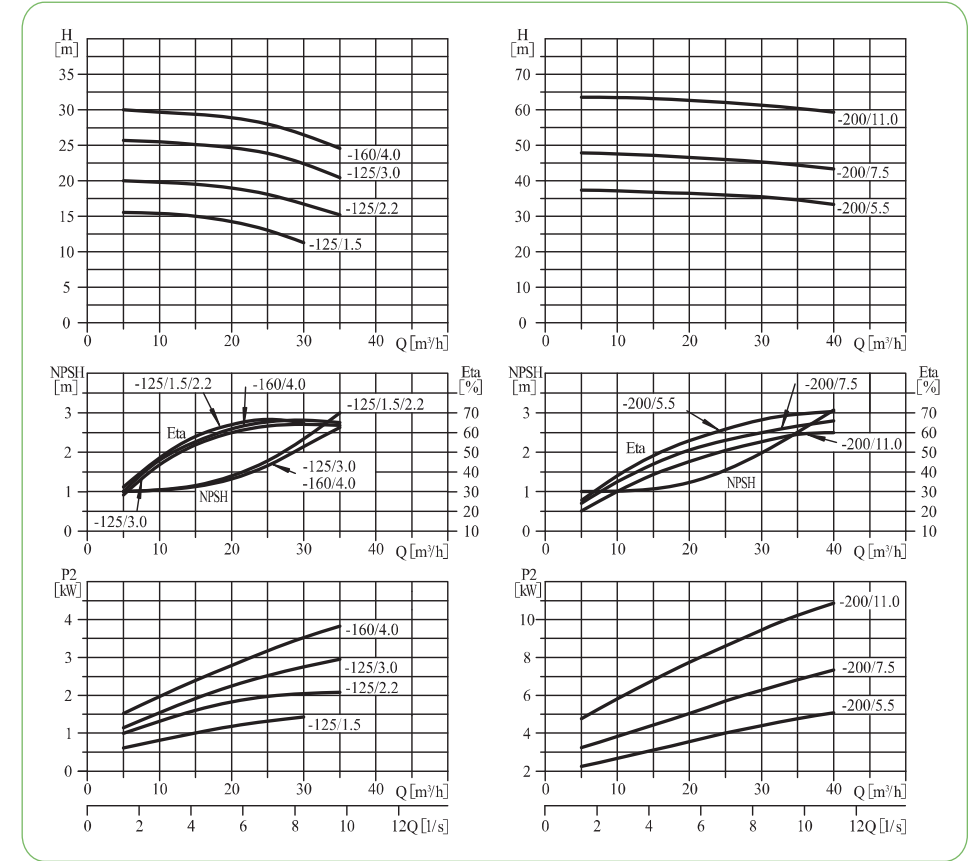 H
[m]
35
30
25
20
15
10
5
0
-160/4.0
-125/3.0
-125/2.2
-125/1.5
0 10 20 30 40 Q[m³/h]
H
[m]
70
60
50
40
30
20
10
0
-200/11.0
-200/7.5
-200/5.5
0 10 20 30 40 Q[m³/h]
NPSH
[m]
3
2
1
0
Eta
[%]
70
60
50
40
30
20
10
-125/1.5/2.2
-160/4.0
-125/1.5/2.2
Eta
-125/3.0
-160/4.0
NPSH
-125/3.0
0 10 20 30 40 Q[m³/h]
NPSH
[m]
3
2
1
0
Eta
[%]
70
60
50
40
30
20
10
-200/7.5
-200/5.5
Eta
-200/11.0
NPSH
0 10 20 30 40 Q[m³/h]
P2
[kW]
4
3
2
1
0
-160/4.0
-125/3.0
-125/2.2
-125/1.5
0 10 20 30 40 Q[m³/h]
0 2 4 6 8 10 12Q[l/s]
P2
[kW]
10
8
6
4
2
-200/11.0
-200/7.5
-200/5.5
0 10 20 30 40 Q[m³/h]
0 2 4 6 8 10 12Q[l/s]